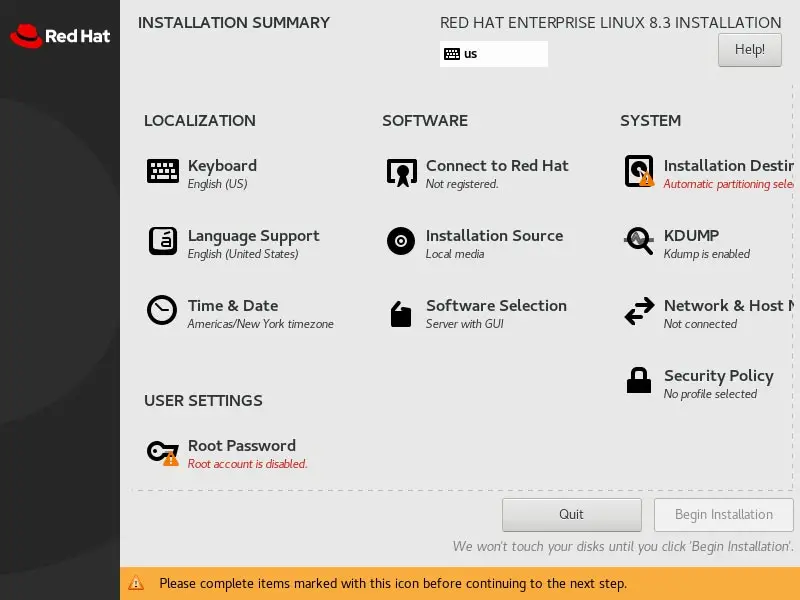 Red Hat
INSTALLATION SUMMARY
RED HAT ENTERPRISE LINUX 8.3 INSTALLATION
us
Help!
LOCALIZATION
Keyboard
English (US)
Language Support
English (United States)
Time & Date
Americas/New York timezone
SOFTWARE
Connect to Red Hat
Not registered.
Installation Source
Local media
Software Selection
Server with GUI
SYSTEM
Installation Destin
Automatic partitioning sele
KDUMP
Kdump is enabled
Network & Host N
Not connected
Security Policy
No profile selected
USER SETTINGS
Root Password
Root account is disabled.
Quit
Begin Installation
We won't touch your disks until you click 'Begin Installation'.
Please complete items marked with this icon before continuing to the next step.